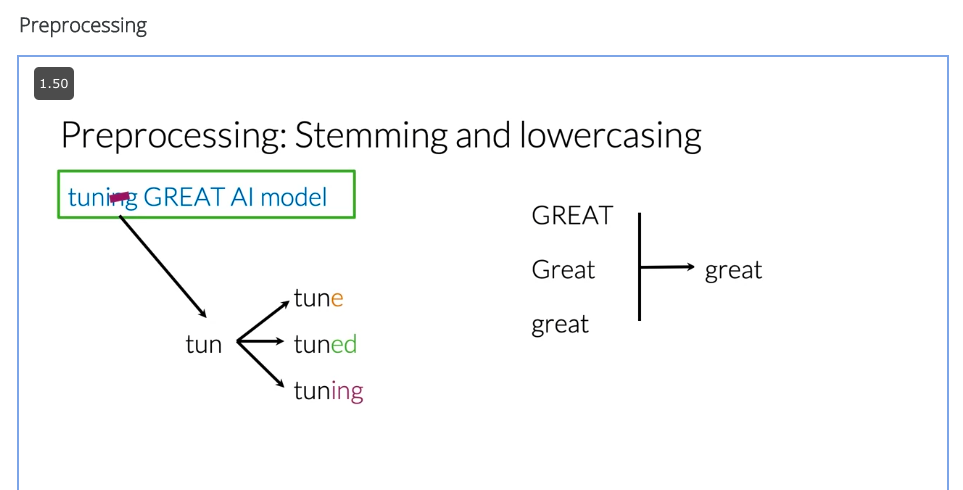 Preprocessing
1.50
Preprocessing: Stemming and lowercasing
tuning GREAT AI model
tun
tune
tuned
tuning
GREAT
Great
great
great